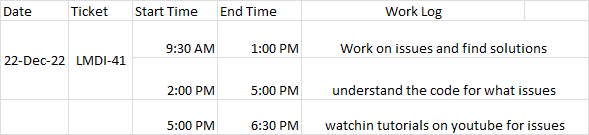 Date Ticket Start Time End Time Work Log
9:30 AM 1:00 PM Work on issues and find solutions
22-Dec-22 LMDI-41
2:00 PM 5:00 PM understand the code for what issues
5:00 PM 6:30 PM watchin tutorials on youtube for issues